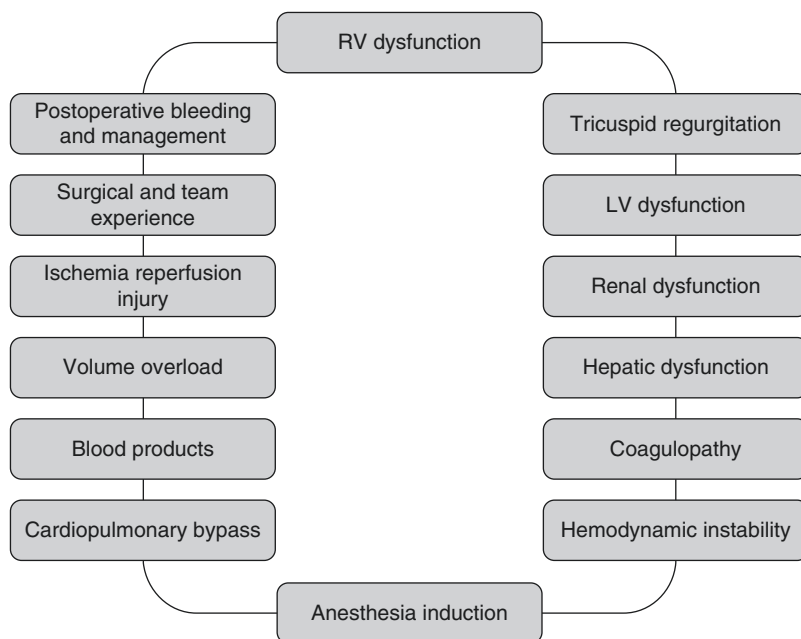 RV dysfunction
Postoperative bleeding
and management
Surgical and team
experience
Ischemia reperfusion
injury
Volume overload
Blood products
Cardiopulmonary bypass
Tricuspid regurgitation
LV dysfunction
Renal dysfunction
Hepatic dysfunction
Coagulopathy
Hemodynamic instability
Anesthesia induction